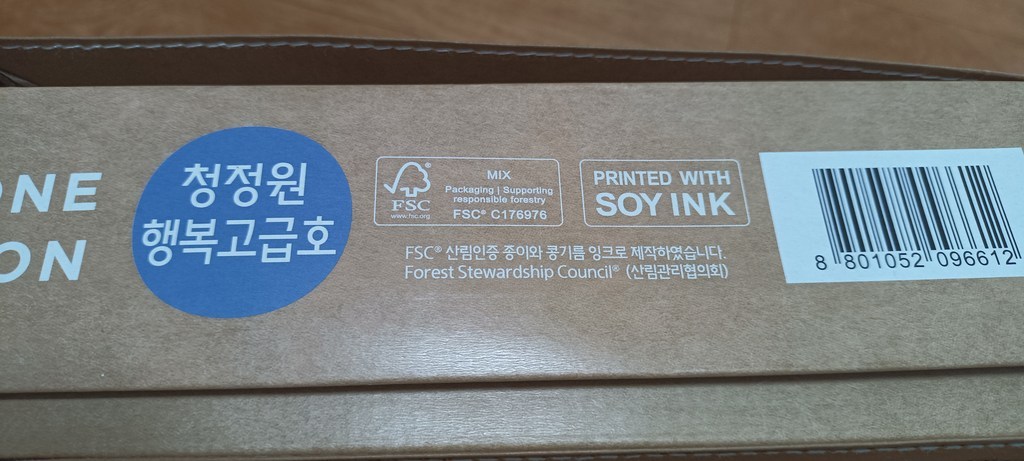 ONE
ON
청정원
행복고급호
FSC
www.fsc.org
MIX
Packaging | Supporting
responsible forestry
FSC® C176976
PRINTED WITH
SOY INK
FSC® 산림인증 종이와 콩기름 잉크로 제작하였습니다.
Forest Stewardship Council® (산림관리협의회)
8 801052 096612